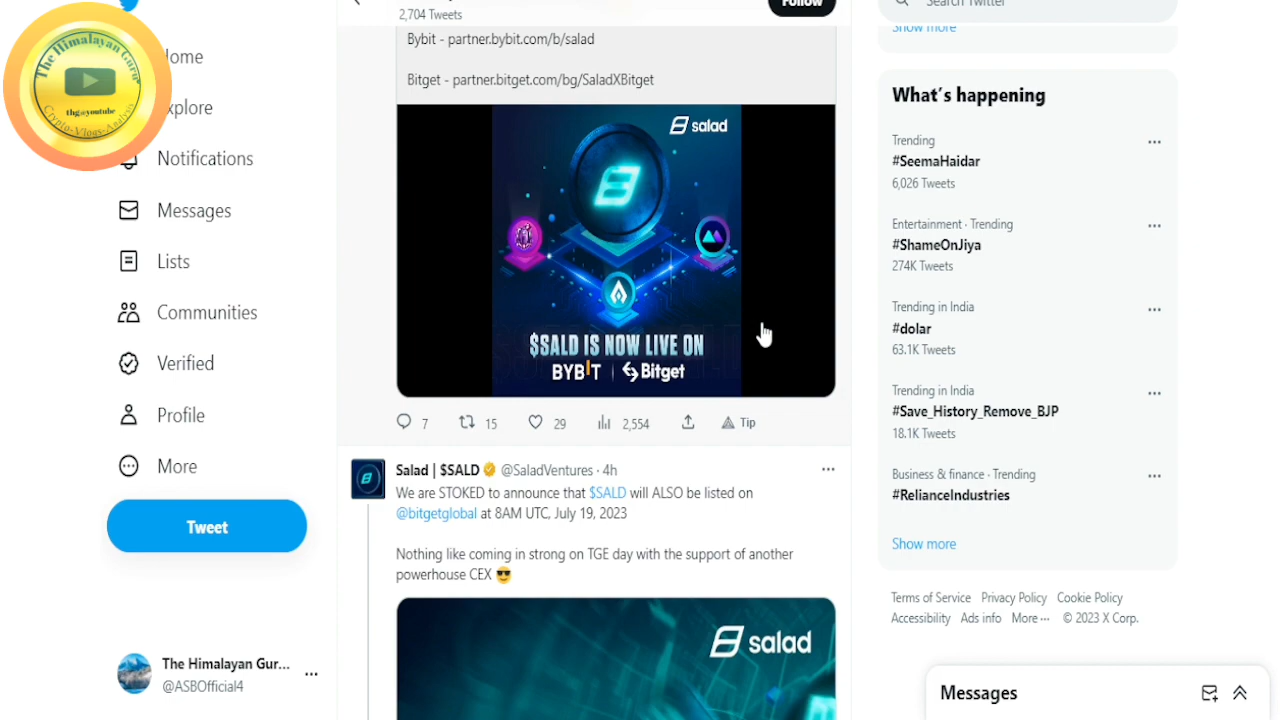 The Himalayan Guru
thg@youtube
Crypto-Vlogs-Analysis
Home
Explore
Notifications
Messages
Lists
Communities
Verified
Profile
More
Tweet
The Himalayan Gur...
@ASBOfficial4
2,704 Tweets
Follow
Bybit - partner.bybit.com/b/salad
Bitget - partner.bitget.com/bg/SaladXBitget
salad
$SALD IS NOW LIVE ON
BYBIT | Bitget
7 15 29 2,554 Tip
Salad | $SALD @SaladVentures · 4h
We are STOKED to announce that $SALD will ALSO be listed on
@bitgetglobal at 8AM UTC, July 19, 2023
Nothing like coming in strong on TGE day with the support of another
powerhouse CEX 😎
salad
Search Twitter
Show more
What's happening
Trending
#SeemaHaidar
6,026 Tweets
Entertainment · Trending
#ShameOnJiya
274K Tweets
Trending in India
#dolar
63.1K Tweets
Trending in India
#Save_History_Remove_BJP
18.1K Tweets
Business & finance · Trending
#RelianceIndustries
Show more
Terms of Service Privacy Policy Cookie Policy
Accessibility Ads info More ··· © 2023 X Corp.
Messages